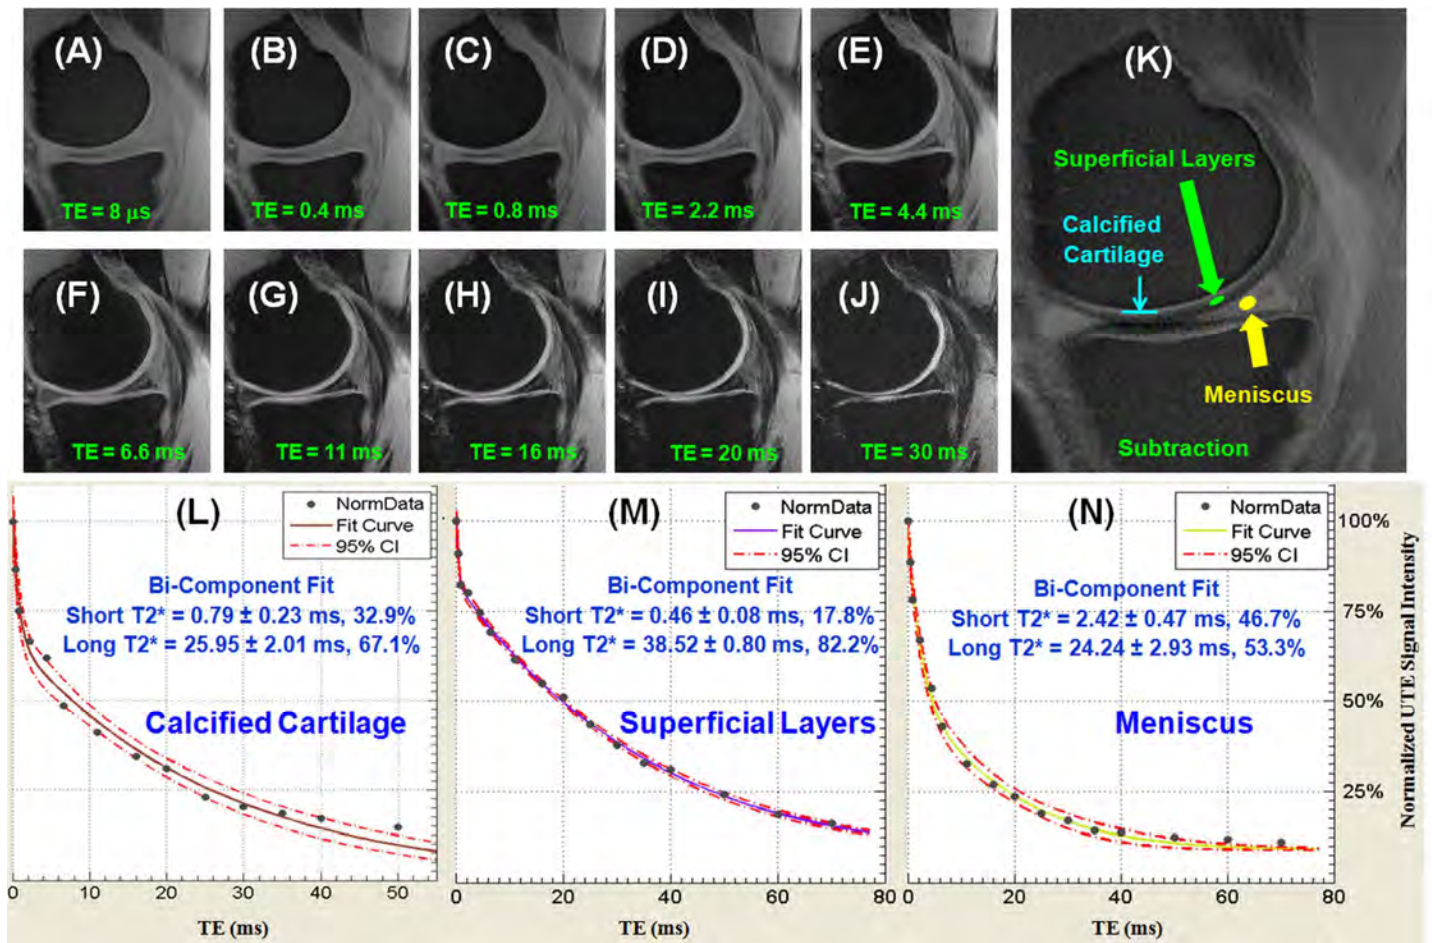 (A)
TE = 8 μs
(B)
TE = 0.4 ms
(C)
TE = 0.8 ms
(D)
TE = 2.2 ms
(E)
TE = 4.4 ms
(F)
TE = 6.6 ms
(G)
TE = 11 ms
(H)
TE = 16 ms
(I)
TE = 20 ms
(J)
TE = 30 ms
(K)
Superficial Layers
Calcified
Cartilage
Meniscus
Subtraction
(L)
NormData
Fit Curve
95% CI
Bi-Component Fit
Short T2* = 0.79 ± 0.23 ms, 32.9%
Long T2* = 25.95 ± 2.01 ms, 67.1%
Calcified Cartilage
0 10 20 30 40 50
TE (ms)
(M)
NormData
Fit Curve
95% CI
Bi-Component Fit
Short T2* = 0.46 ± 0.08 ms, 17.8%
Long T2* = 38.52 ± 0.80 ms, 82.2%
Superficial Layers
0 20 40 60 80
TE (ms)
(N)
NormData
Fit Curve
95% CI
Bi-Component Fit
Short T2* = 2.42 ± 0.47 ms, 46.7%
Long T2* = 24.24 ± 2.93 ms, 53.3%
Meniscus
0 20 40 60 80
TE (ms)
100%
75%
50%
25%
Normalized UTE Signal Intensity